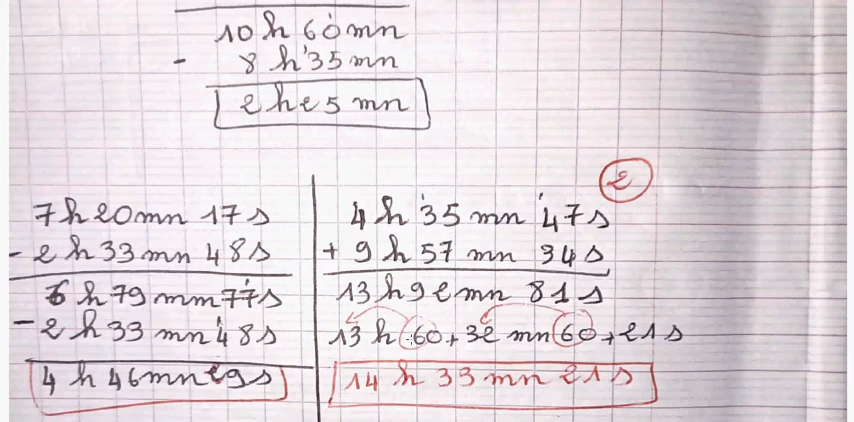 10 h 60 mn
- 8 h 35 mn
2 h 25 mn
2
7 h 20 mn 17 s
- 2 h 33 mn 48 s
6 h 79 mn 77 s
- 2 h 33 mn 48 s
4 h 46 mn 29 s
4 h 35 mn 47 s
+ 9 h 57 mn 34 s
13 h 92 mn 81 s
13 h 60 + 32 mn 60 + 21 s
14 h 33 mn 21 s